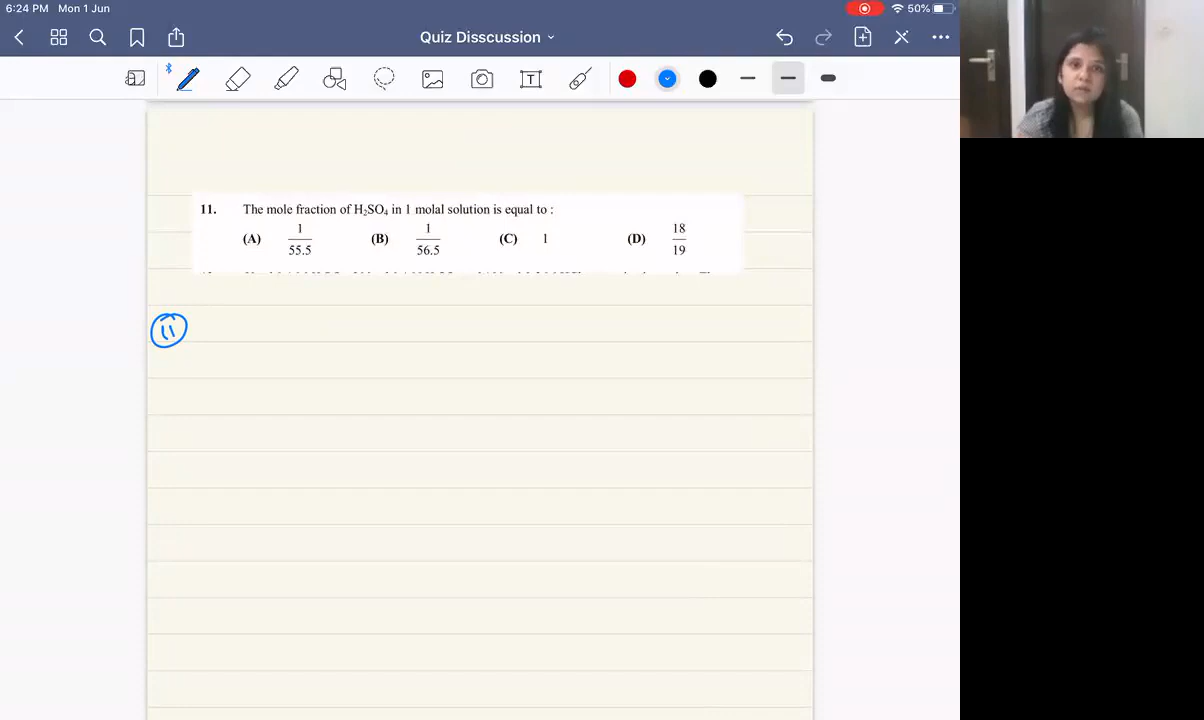 6:24 PM Mon 1 Jun
50%
Quiz Disscussion
T
11. The mole fraction of H₂SO₄ in 1 molal solution is equal to :
(A) 1/55.5 (B) 1/56.5 (C) 1 (D) 18/19
11